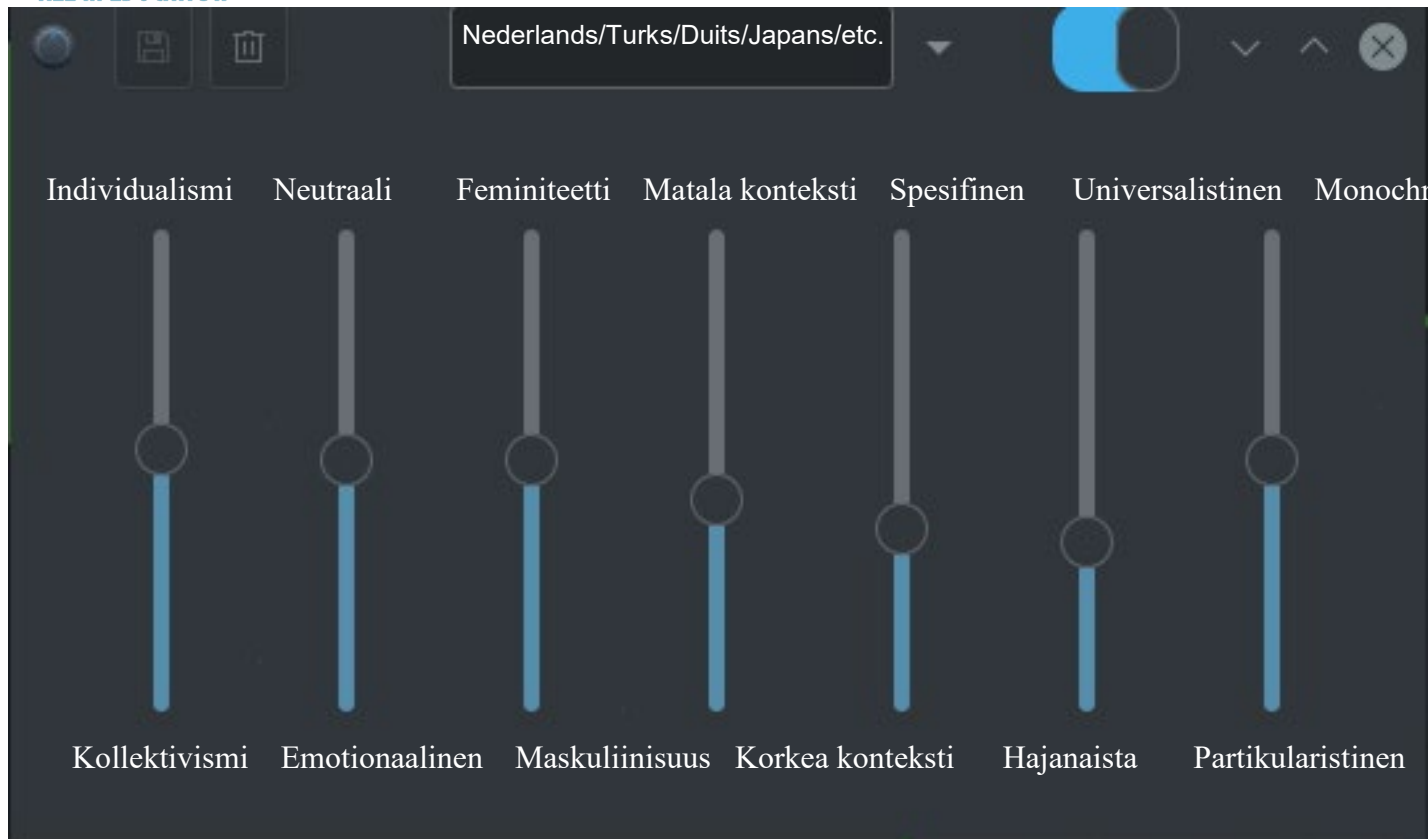 Nederlands/Turks/Duits/Japans/etc.
Individualismi Neutraali Feminiteetti Matala konteksti Spesifinen Universalistinen Monochr
Kollektivismi Emotionaalinen Maskuliinisuus Korkea konteksti Hajanaista Partikularistinen